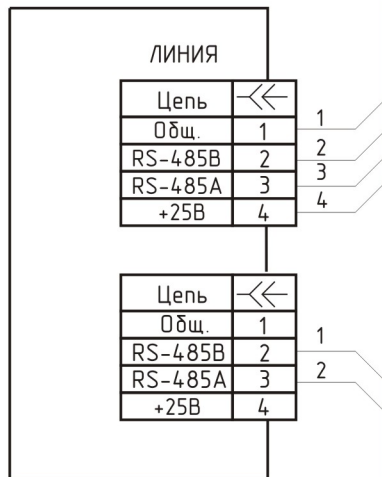 ЛИНИЯ
Цепь
Общ. 1 1
RS-485B 2 2
RS-485A 3 3
+25В 4 4
Цепь
Общ. 1
RS-485B 2 1
RS-485A 3 2
+25В 4